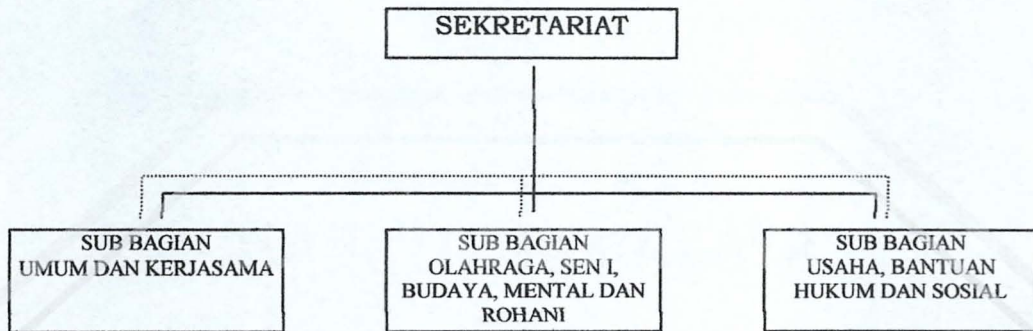 SEKRETARIAT
SUB BAGIAN
UMUM DAN KERJASAMA
SUB BAGIAN
OLAHRAGA, SEN I,
BUDAYA, MENTAL DAN
ROHANI
SUB BAGIAN
USAHA, BANTUAN
HUKUM DAN SOSIAL